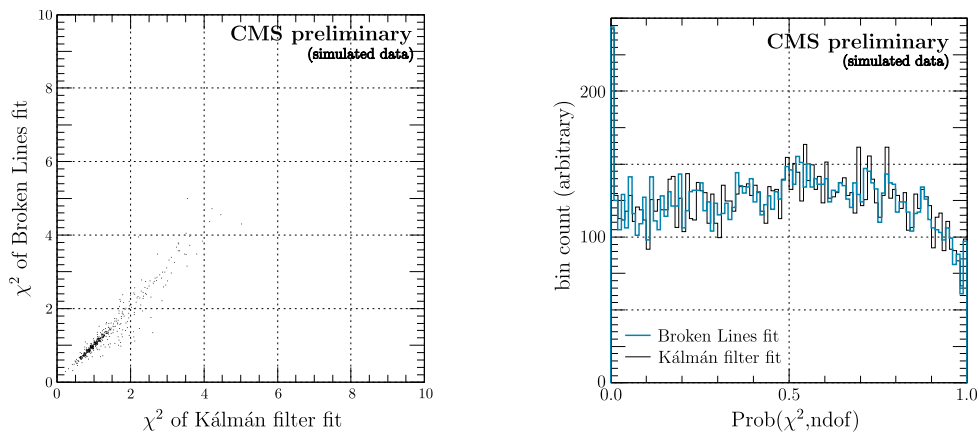 CMS preliminary
(simulated data)
10
8
6
4
2
0
0
2
4
6
8
10
χ² of Broken Lines fit
χ² of Kálmán filter fit
CMS preliminary
(simulated data)
200
100
0
0.0
0.5
1.0
bin count (arbitrary)
Broken Lines fit
Kálmán filter fit
Prob(χ²,ndof)